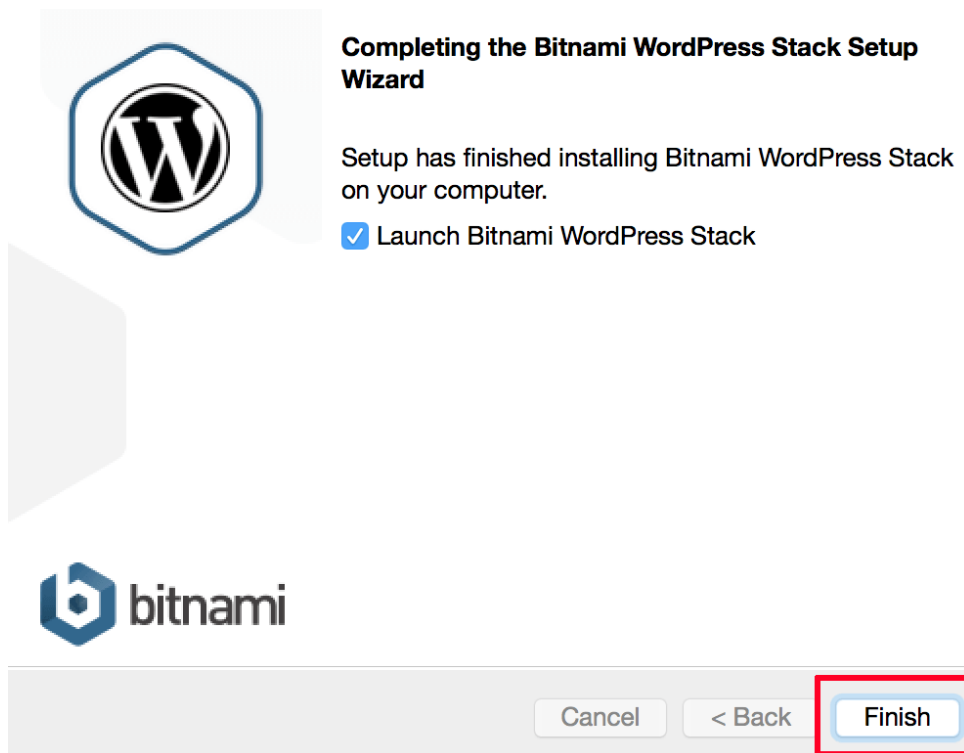 Completing the Bitnami WordPress Stack Setup
Wizard
Setup has finished installing Bitnami WordPress Stack
on your computer.
Launch Bitnami WordPress Stack
bitnami
Cancel
< Back
Finish